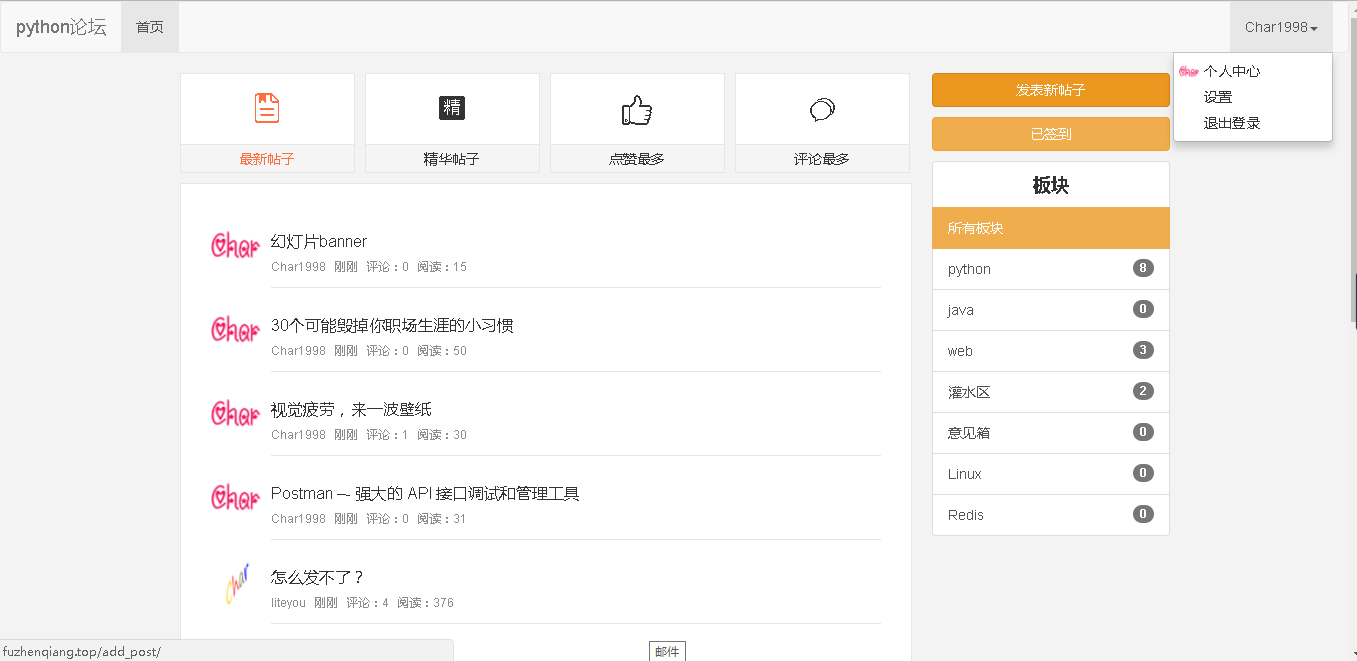 python论坛 首页 Char1998
个人中心
设置
退出登录
精
最新帖子 精华帖子 点赞最多 评论最多
发表新帖子
已签到
Char 幻灯片banner
Char1998 刚刚 评论：0 阅读：15
Char 30个可能毁掉你职场生涯的小习惯
Char1998 刚刚 评论：0 阅读：50
Char 视觉疲劳，来一波壁纸
Char1998 刚刚 评论：1 阅读：30
Char Postman — 强大的 API 接口调试和管理工具
Char1998 刚刚 评论：0 阅读：31
Char 怎么发不了？
liteyou 刚刚 评论：4 阅读：376
板块
所有板块
python 8
java 0
web 3
灌水区 2
意见箱 0
Linux 0
Redis 0
邮件
fuzhenqiang.top/add_post/